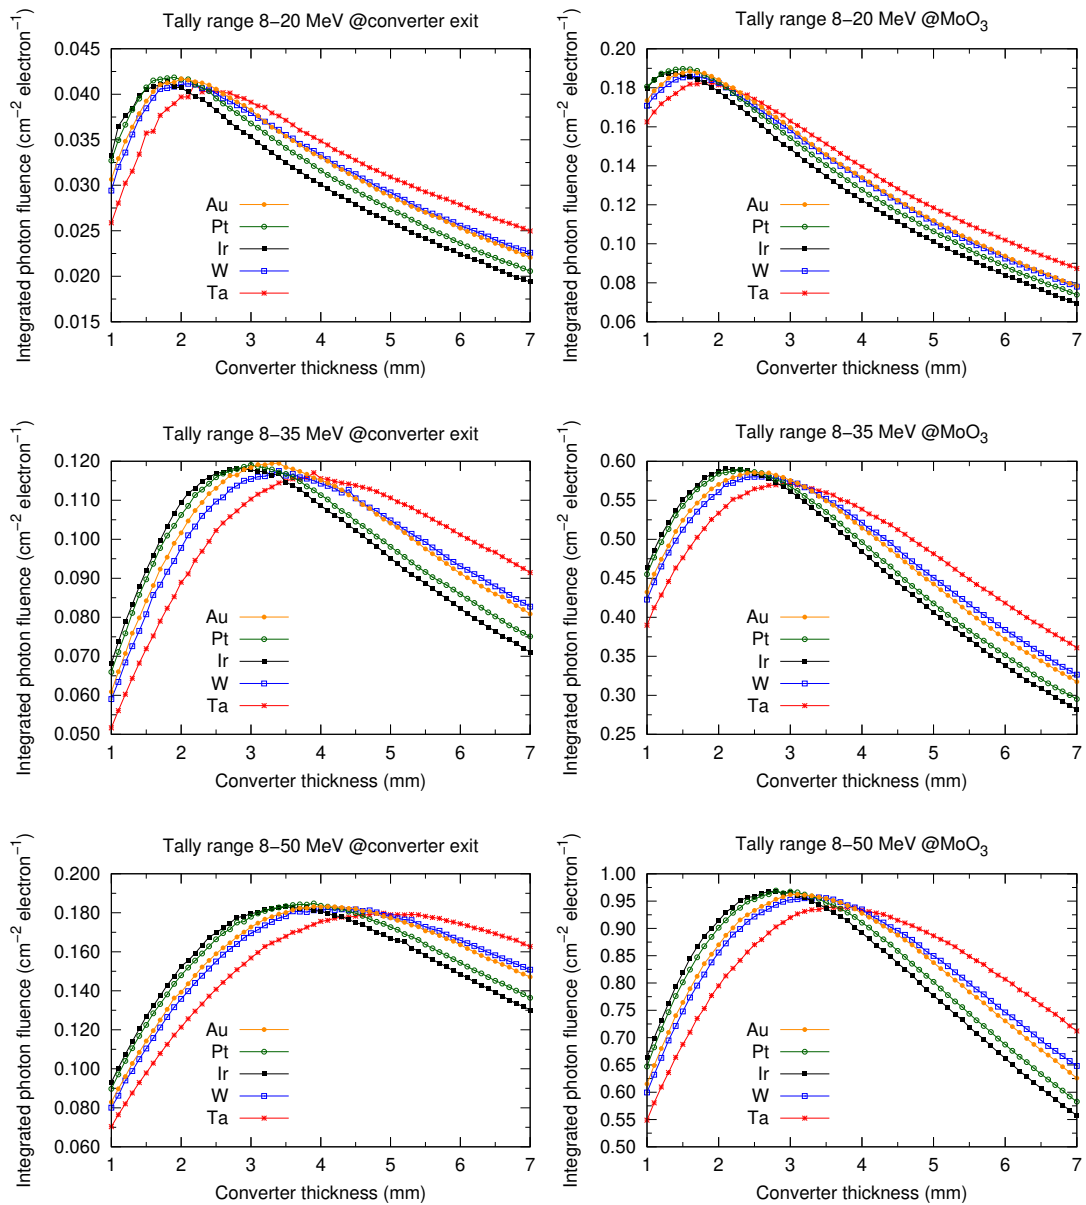 Tally range 8−20 MeV @converter exit
Integrated photon fluence (cm⁻² electron⁻¹)
0.045
0.040
0.035
0.030
0.025
0.020
0.015
Au
Pt
Ir
W
Ta
1 2 3 4 5 6 7
Converter thickness (mm)
Tally range 8−20 MeV @MoO₃
Integrated photon fluence (cm⁻² electron⁻¹)
0.20
0.18
0.16
0.14
0.12
0.10
0.08
0.06
Au
Pt
Ir
W
Ta
1 2 3 4 5 6 7
Converter thickness (mm)
Tally range 8−35 MeV @converter exit
Integrated photon fluence (cm⁻² electron⁻¹)
0.120
0.110
0.100
0.090
0.080
0.070
0.060
0.050
Au
Pt
Ir
W
Ta
1 2 3 4 5 6 7
Converter thickness (mm)
Tally range 8−35 MeV @MoO₃
Integrated photon fluence (cm⁻² electron⁻¹)
0.60
0.55
0.50
0.45
0.40
0.35
0.30
0.25
Au
Pt
Ir
W
Ta
1 2 3 4 5 6 7
Converter thickness (mm)
Tally range 8−50 MeV @converter exit
Integrated photon fluence (cm⁻² electron⁻¹)
0.200
0.180
0.160
0.140
0.120
0.100
0.080
0.060
Au
Pt
Ir
W
Ta
1 2 3 4 5 6 7
Converter thickness (mm)
Tally range 8−50 MeV @MoO₃
Integrated photon fluence (cm⁻² electron⁻¹)
1.00
0.95
0.90
0.85
0.80
0.75
0.70
0.65
0.60
0.55
0.50
Au
Pt
Ir
W
Ta
1 2 3 4 5 6 7
Converter thickness (mm)